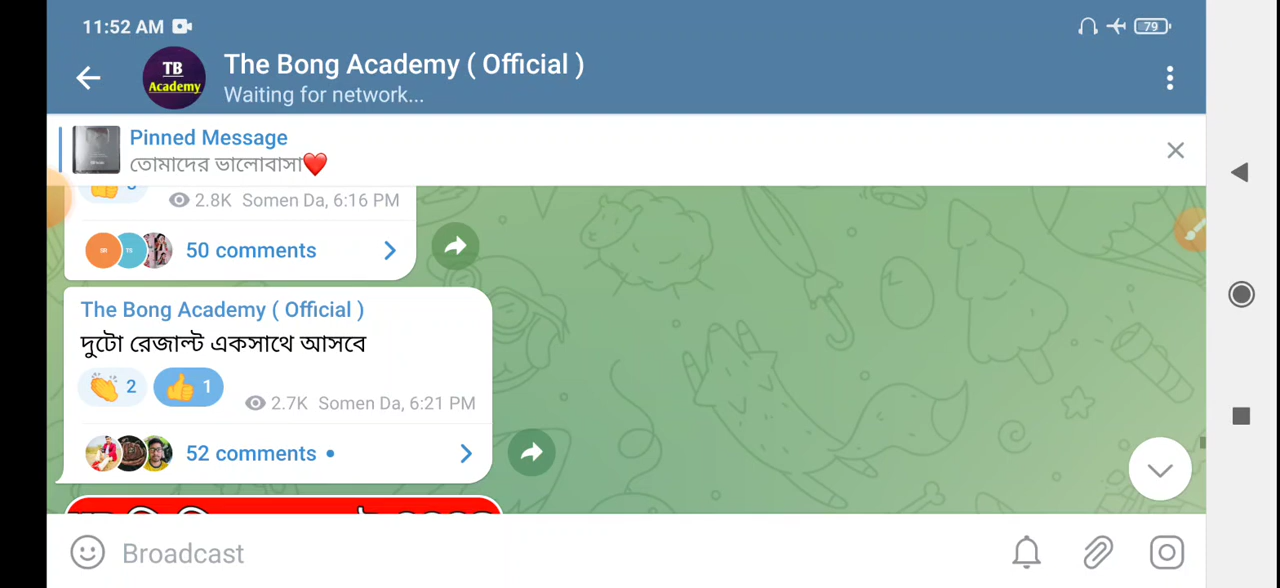 11:52 AM
79
TB
Academy
The Bong Academy ( Official )
Waiting for network...
Pinned Message
তোমাদের ভালোবাসা❤️
2.8K Somen Da, 6:16 PM
50 comments
The Bong Academy ( Official )
দুটো রেজাল্ট একসাথে আসবে
👏 2 👍 1
2.7K Somen Da, 6:21 PM
52 comments
Broadcast